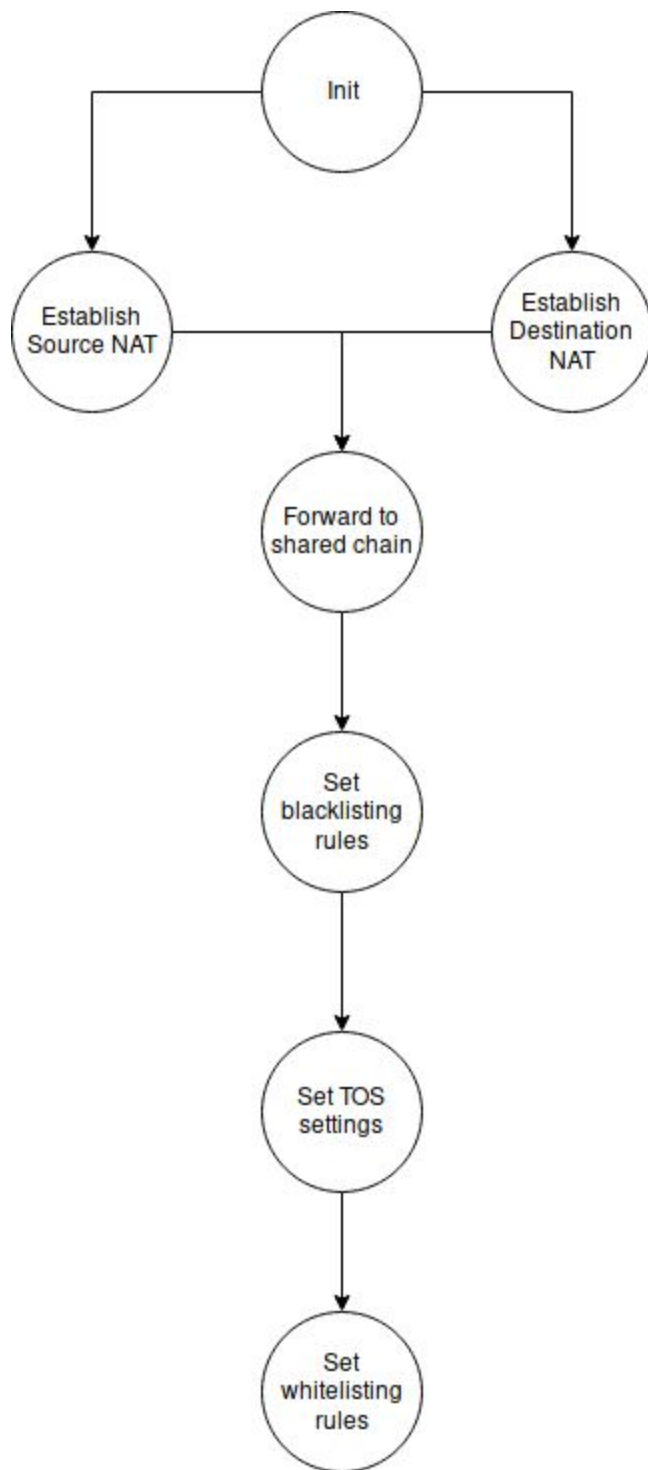 Init
Establish
Source NAT
Establish
Destination
NAT
Forward to
shared chain
Set
blacklisting
rules
Set TOS
settings
Set
whitelisting
rules